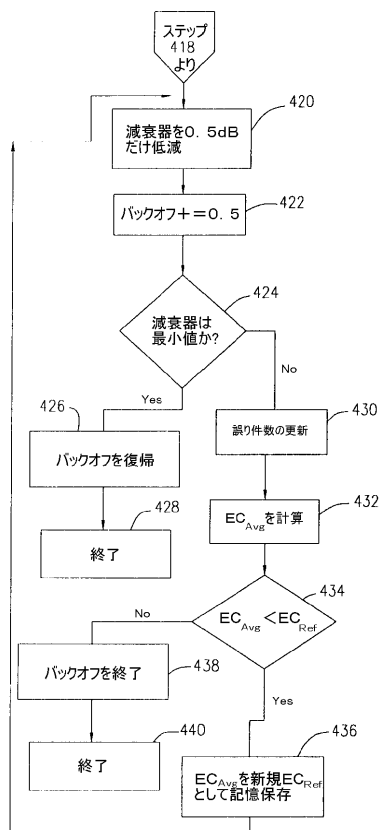 ステップ
418
より
420
減衰器を0.5dB
だけ低減
422
バックオフ+=0.5
424
減衰器は
最小値か?
No
Yes
426
バックオフを復帰
430
誤り件数の更新
428
終了
432
ECAvgを計算
434
ECAvg<ECRef
No
438
バックオフを終了
Yes
440
終了
436
ECAvgを新規ECRef
として記憶保存